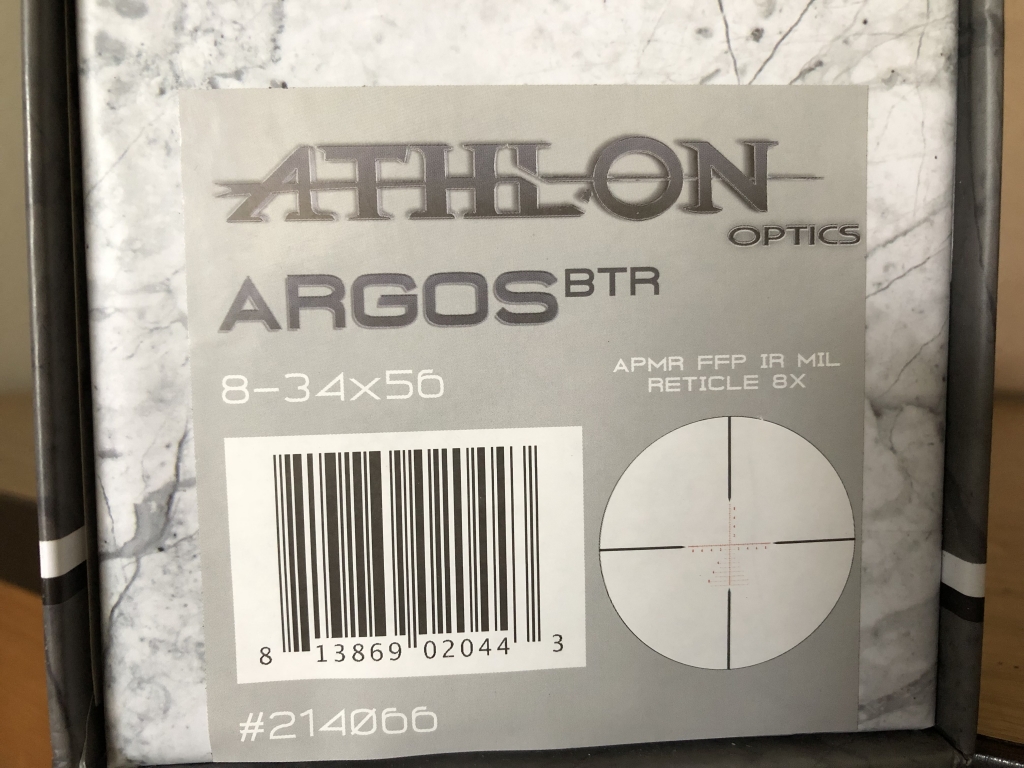 ATHLON
OPTICS
ARGOS BTR
8-34x56
APMR FFP IR MIL
RETICLE 8X
8 13869 02044 3
#214066